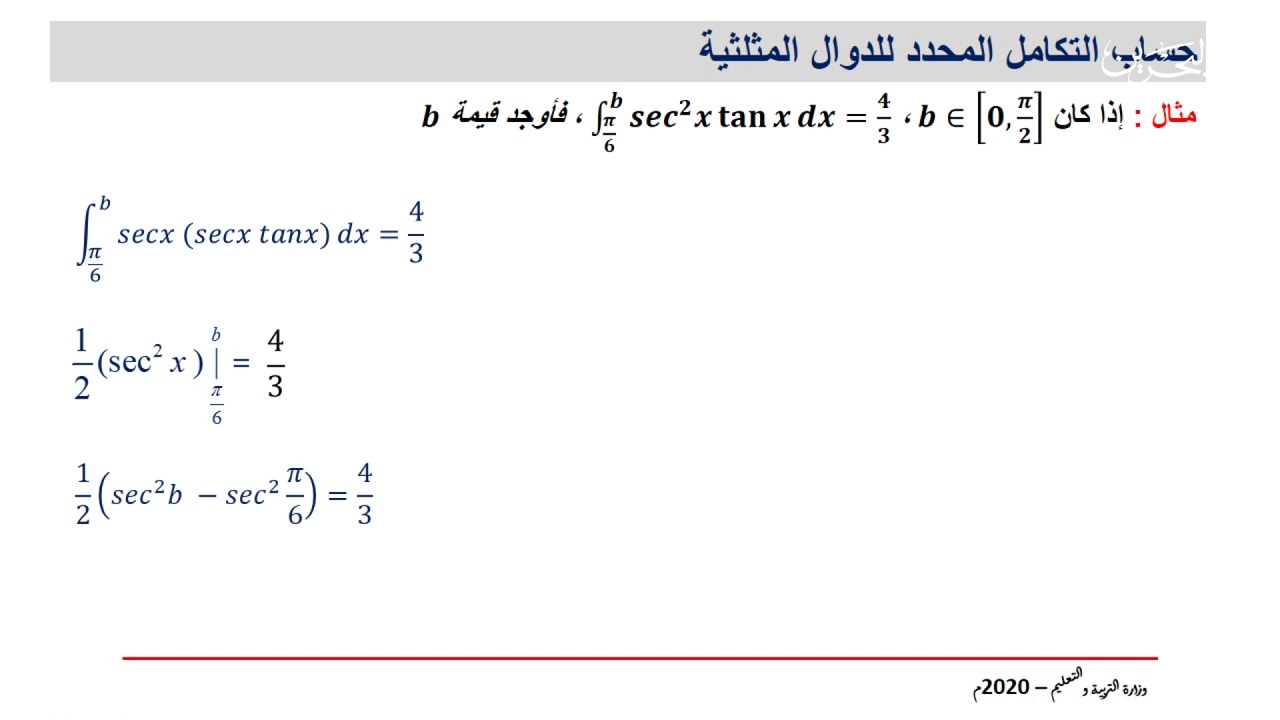 حساب التكامل المحدد للدوال المثلثية
البحرين
مثال : إذا كان b ∈ [0, π/2] ، ∫_{π/6}^{b} sec²x tan x dx = 4/3 ، فأوجد قيمة b
∫_{π/6}^{b} secx (secx tanx) dx = 4/3
1/2 (sec² x ) |_{π/6}^{b} = 4/3
1/2 (sec²b − sec² π/6) = 4/3
وزارة التربية و التعليم – 2020م